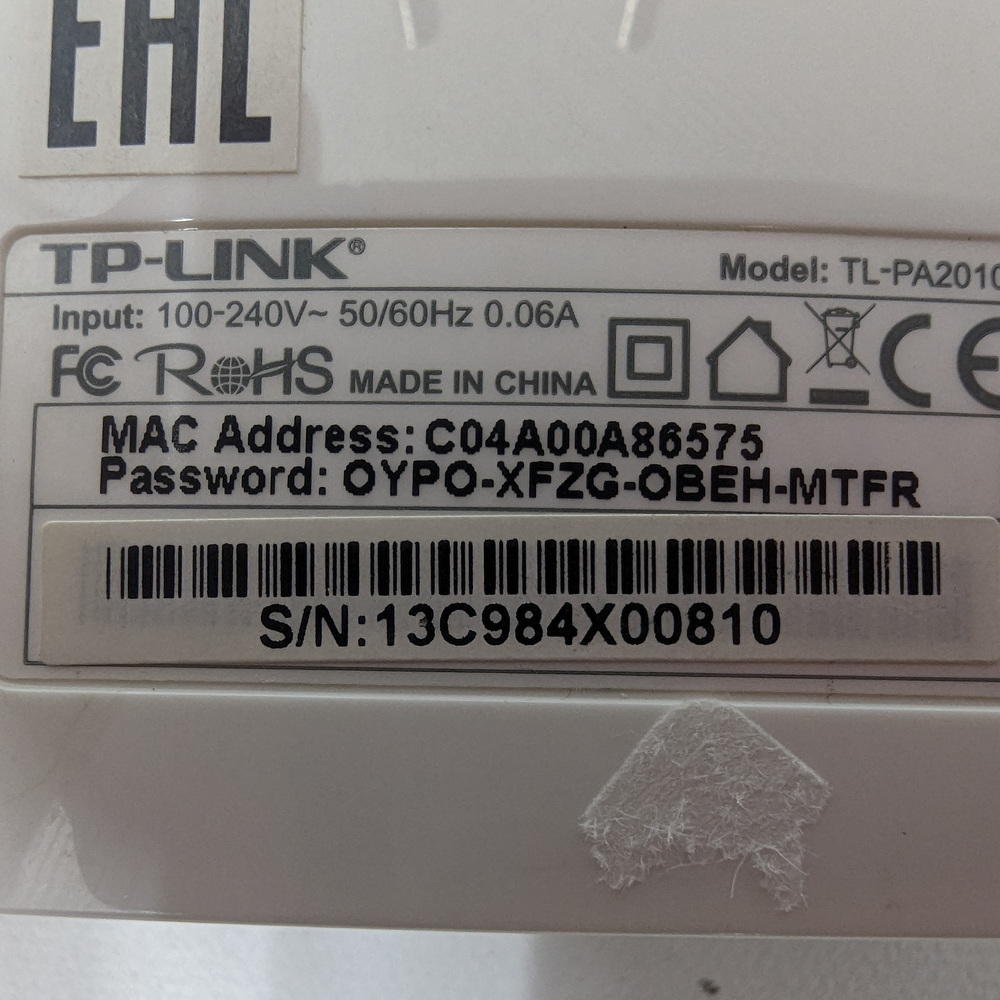 EAC
TP-LINK®
Model: TL-PA2010
Input: 100-240V~ 50/60Hz 0.06A
FC RoHS MADE IN CHINA CE
MAC Address: C04A00A86575
Password: OYPO-XFZG-OBEH-MTFR
S/N:13C984X00810